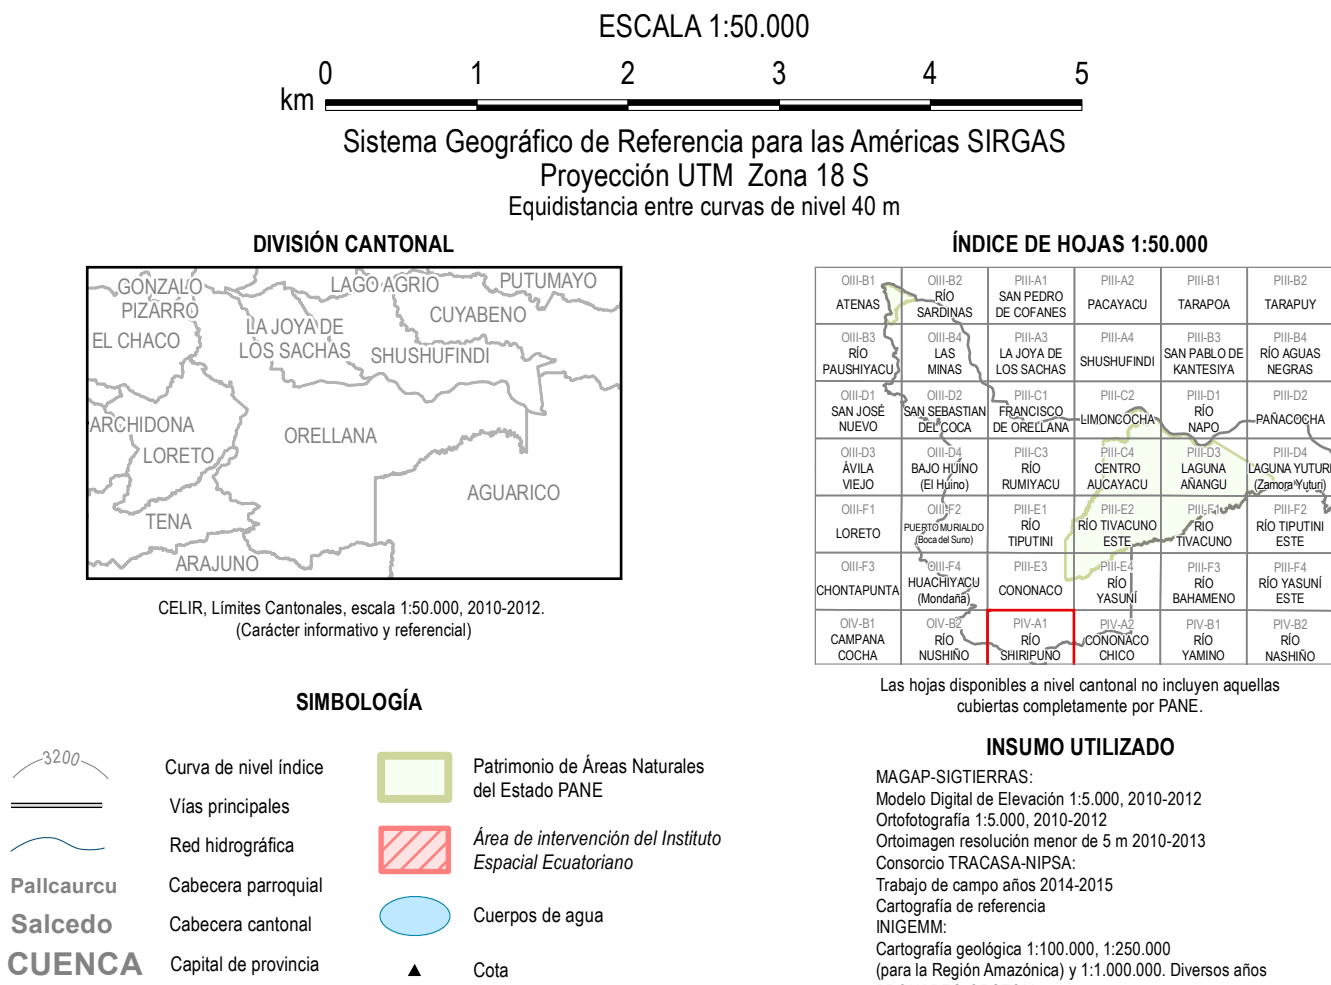 ESCALA 1:50.000
0 1 2 3 4 5
km
Sistema Geográfico de Referencia para las Américas SIRGAS
Proyección UTM Zona 18 S
Equidistancia entre curvas de nivel 40 m
DIVISIÓN CANTONAL
GONZALO
PIZARRO
LAGO AGRIO
PUTUMAYO
CUYABENO
EL CHACO
LA JOYA DE
LOS SACHAS
SHUSHUFINDI
ARCHIDONA
ORELLANA
LORETO
AGUARICO
TENA
ARAJUNO
CELIR, Límites Cantonales, escala 1:50.000, 2010-2012.
(Carácter informativo y referencial)
ÍNDICE DE HOJAS 1:50.000
OIII-B1 OIII-B2 PIII-A1 PIII-A2 PIII-B1 PIII-B2
ATENAS
RÍO
SARDINAS
SAN PEDRO
DE COFANES
PACAYACU
TARAPOA
TARAPUY
OIII-B3 OIII-B4 PIII-A3 PIII-A4 PIII-B3 PIII-B4
RÍO
PAUSHIYACU
LAS
MINAS
LA JOYA DE
LOS SACHAS
SHUSHUFINDI
SAN PABLO DE
KANTESIYA
RÍO AGUAS
NEGRAS
OIII-D1 OIII-D2 PIII-C1 PIII-C2 PIII-D1 PIII-D2
SAN JOSÉ
NUEVO
SAN SEBASTIAN
DEL COCA
FRANCISCO
DE ORELLANA
LIMONCOCHA
RÍO
NAPO
PAÑACOCHA
OIII-D3 OIII-D4 PIII-C3 PIII-C4 PIII-D3 PIII-D4
ÁVILA
VIEJO
BAJO HUINO
(El Huino)
RÍO
RUMIYACU
CENTRO
AUCAYACU
LAGUNA
AÑANGU
LAGUNA YUTURI
(Zamora Yuturi)
OIII-F1 OIII-F2 PIII-E1 PIII-E2 PIII-F1 PIII-F2
LORETO
PUERTO MURIALDO
(Boca del Suno)
RÍO
TIPUTINI
RÍO TIVACUNO
ESTE
RÍO
TIVACUNO
RÍO TIPUTINI
ESTE
OIII-F3 OIII-F4 PIII-E3 PIII-E4 PIII-F3 PIII-F4
CHONTAPUNTA
HUACHIYACU
(Mondaña)
CONONACO
RÍO
YASUNÍ
RÍO
BAHAMENO
RÍO YASUNÍ
ESTE
OIV-B1 OIV-B2 PIV-A1 PIV-A2 PIV-B1 PIV-B2
CAMPANA
COCHA
RÍO
NUSHIÑO
RÍO
SHIRIPUNO
CONONACO
CHICO
RÍO
YAMINO
RÍO
NASHIÑO
Las hojas disponibles a nivel cantonal no incluyen aquellas
cubiertas completamente por PANE.
SIMBOLOGÍA
3200
Curva de nivel índice
Vías principales
Red hidrográfica
Pallcaurcu Cabecera parroquial
Salcedo Cabecera cantonal
CUENCA Capital de provincia
Patrimonio de Áreas Naturales
del Estado PANE
Área de intervención del Instituto
Espacial Ecuatoriano
Cuerpos de agua
Cota
INSUMO UTILIZADO
MAGAP-SIGTIERRAS:
Modelo Digital de Elevación 1:5.000, 2010-2012
Ortofotografía 1:5.000, 2010-2012
Ortoimagen resolución menor de 5 m 2010-2013
Consorcio TRACASA-NIPSA:
Trabajo de campo años 2014-2015
Cartografía de referencia
INIGEMM:
Cartografía geológica 1:100.000, 1:250.000
(para la Región Amazónica) y 1:1.000.000. Diversos años